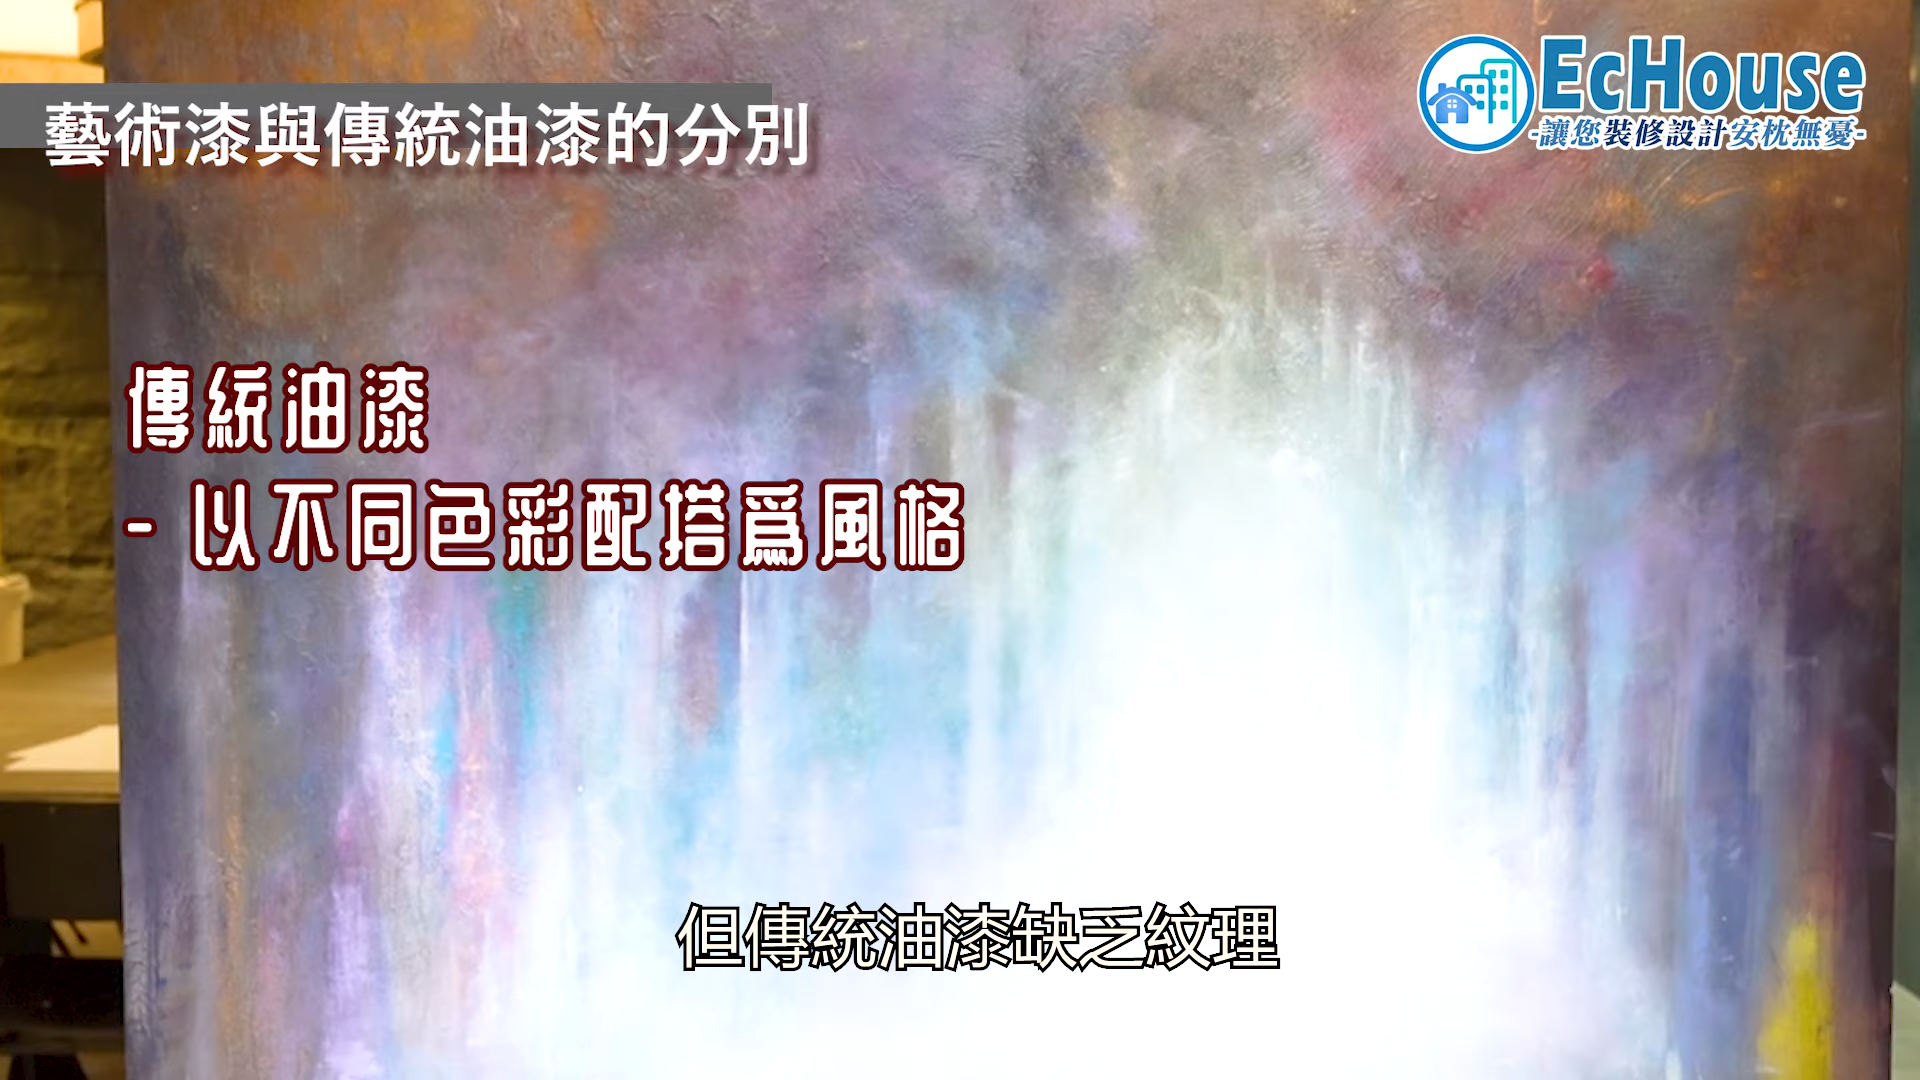 EcHouse
-讓您裝修設計安枕無憂-
藝術漆與傳統油漆的分別
傳統油漆
- 以不同色彩配搭爲風格
但傳統油漆缺乏紋理